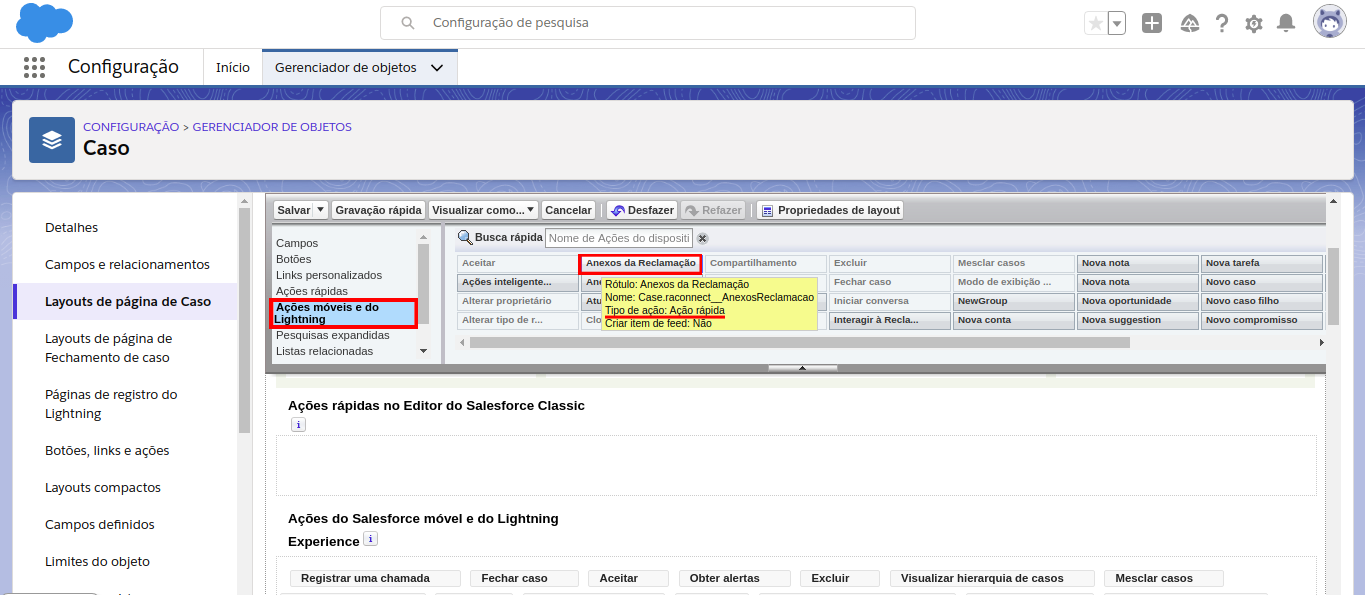 Configuração de pesquisa
Configuração
Início
Gerenciador de objetos
CONFIGURAÇÃO > GERENCIADOR DE OBJETOS
Caso
Detalhes
Campos e relacionamentos
Layouts de página de Caso
Layouts de página de
Fechamento de caso
Páginas de registro do
Lightning
Botões, links e ações
Layouts compactos
Campos definidos
Limites do objeto
Salvar Gravação rápida Visualizar como... Cancelar Desfazer Refazer Propriedades de layout
Campos
Botões
Links personalizados
Ações rápidas
Ações móveis e do
Lightning
Pesquisas expandidas
Listas relacionadas
Busca rápida Nome de Ações do dispositi
Aceitar Anexos da Reclamação Compartilhamento Excluir Mesclar casos Nova nota Nova tarefa
Ações inteligente... Modo de exibição ... Nova nota Novo caso
Alterar proprietário Iniciar conversa NewGroup Nova oportunidade Novo caso filho
Alterar tipo de r... Clo Interagir à Recla... Nova conta Nova suggestion Novo compromisso
Rótulo: Anexos da Reclamação
Nome: Case.raconnect__AnexosReclamacao
Tipo de ação: Ação rápida
Criar item de feed: Não
Ações rápidas no Editor do Salesforce Classic
i
Ações do Salesforce móvel e do Lightning
Experience i
Registrar uma chamada Fechar caso Aceitar Obter alertas Excluir Visualizar hierarquia de casos Mesclar casos